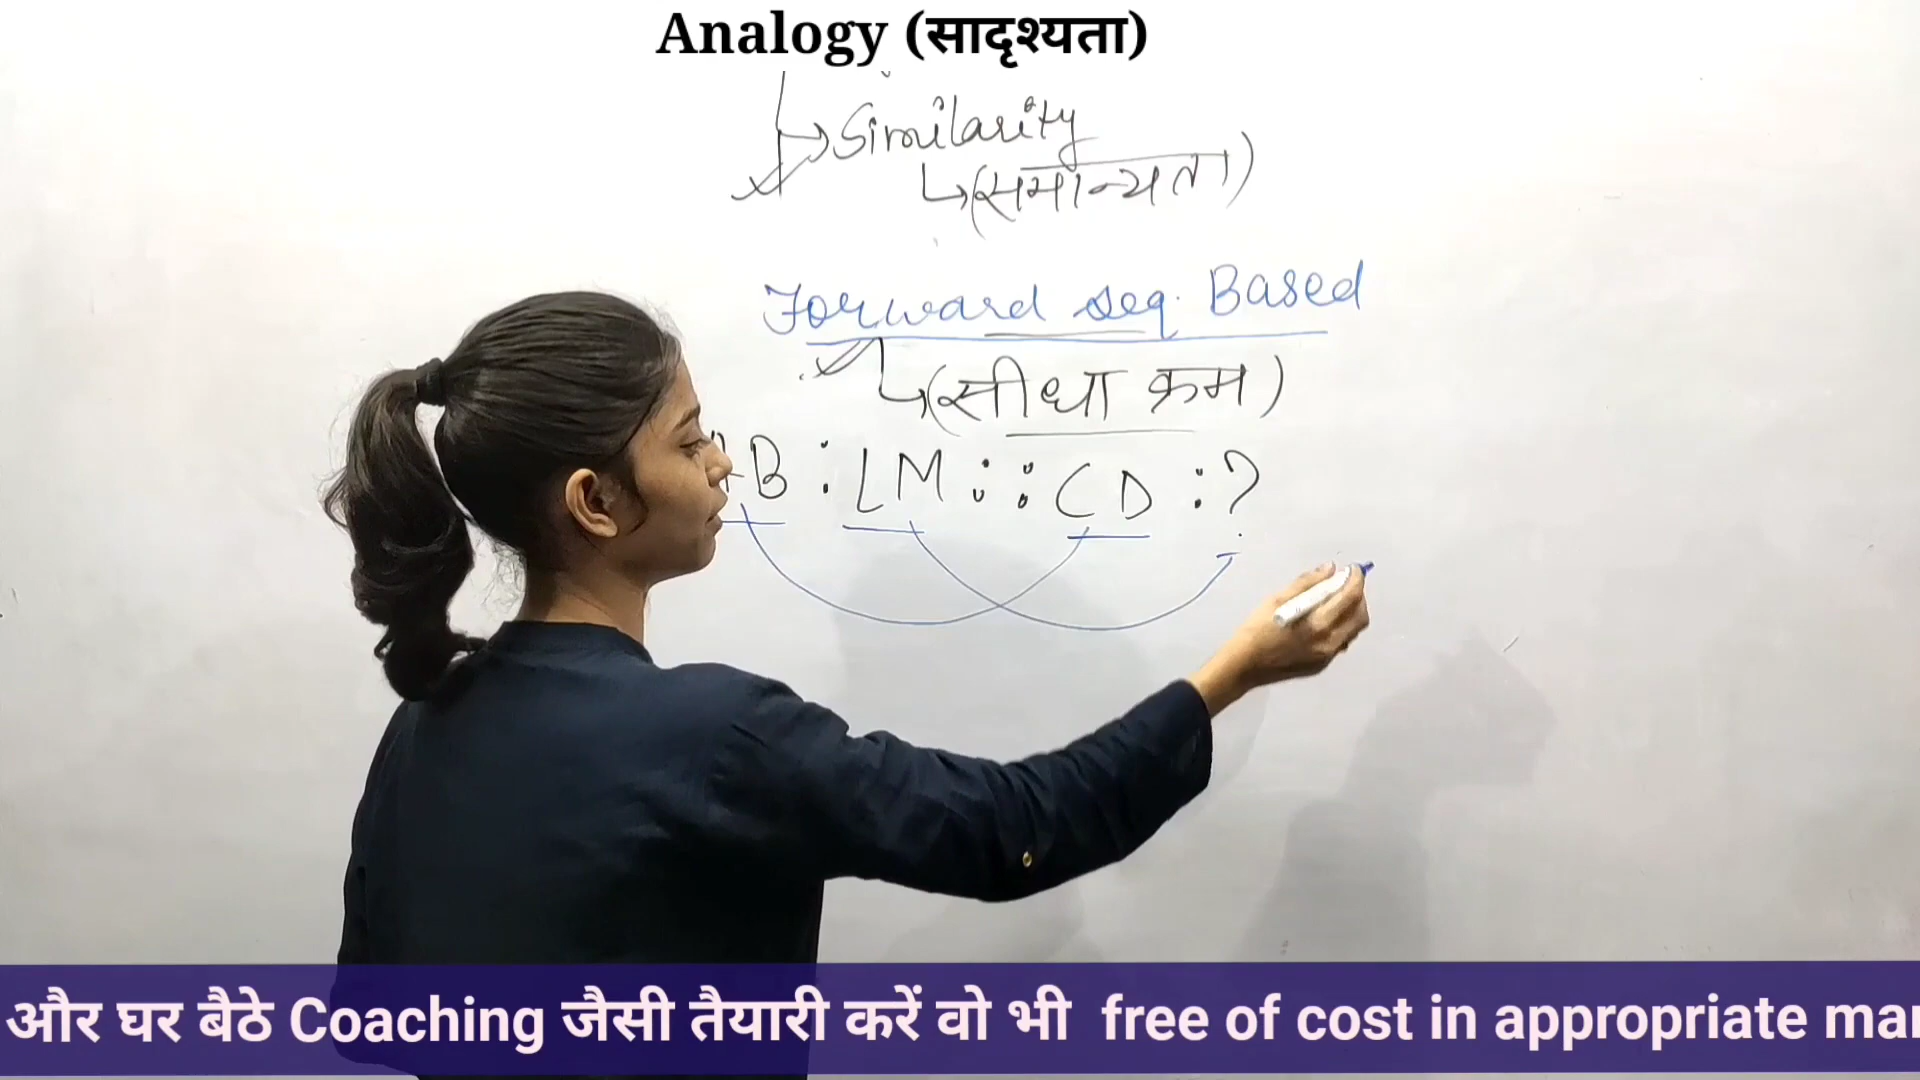 Analogy (सादृश्यता)
Similarity
(समान्यता)
Forward seq. Based
(सीधा क्रम)
B : LM :: CD : ?
और घर बैठे Coaching जैसी तैयारी करें वो भी free of cost in appropriate mar